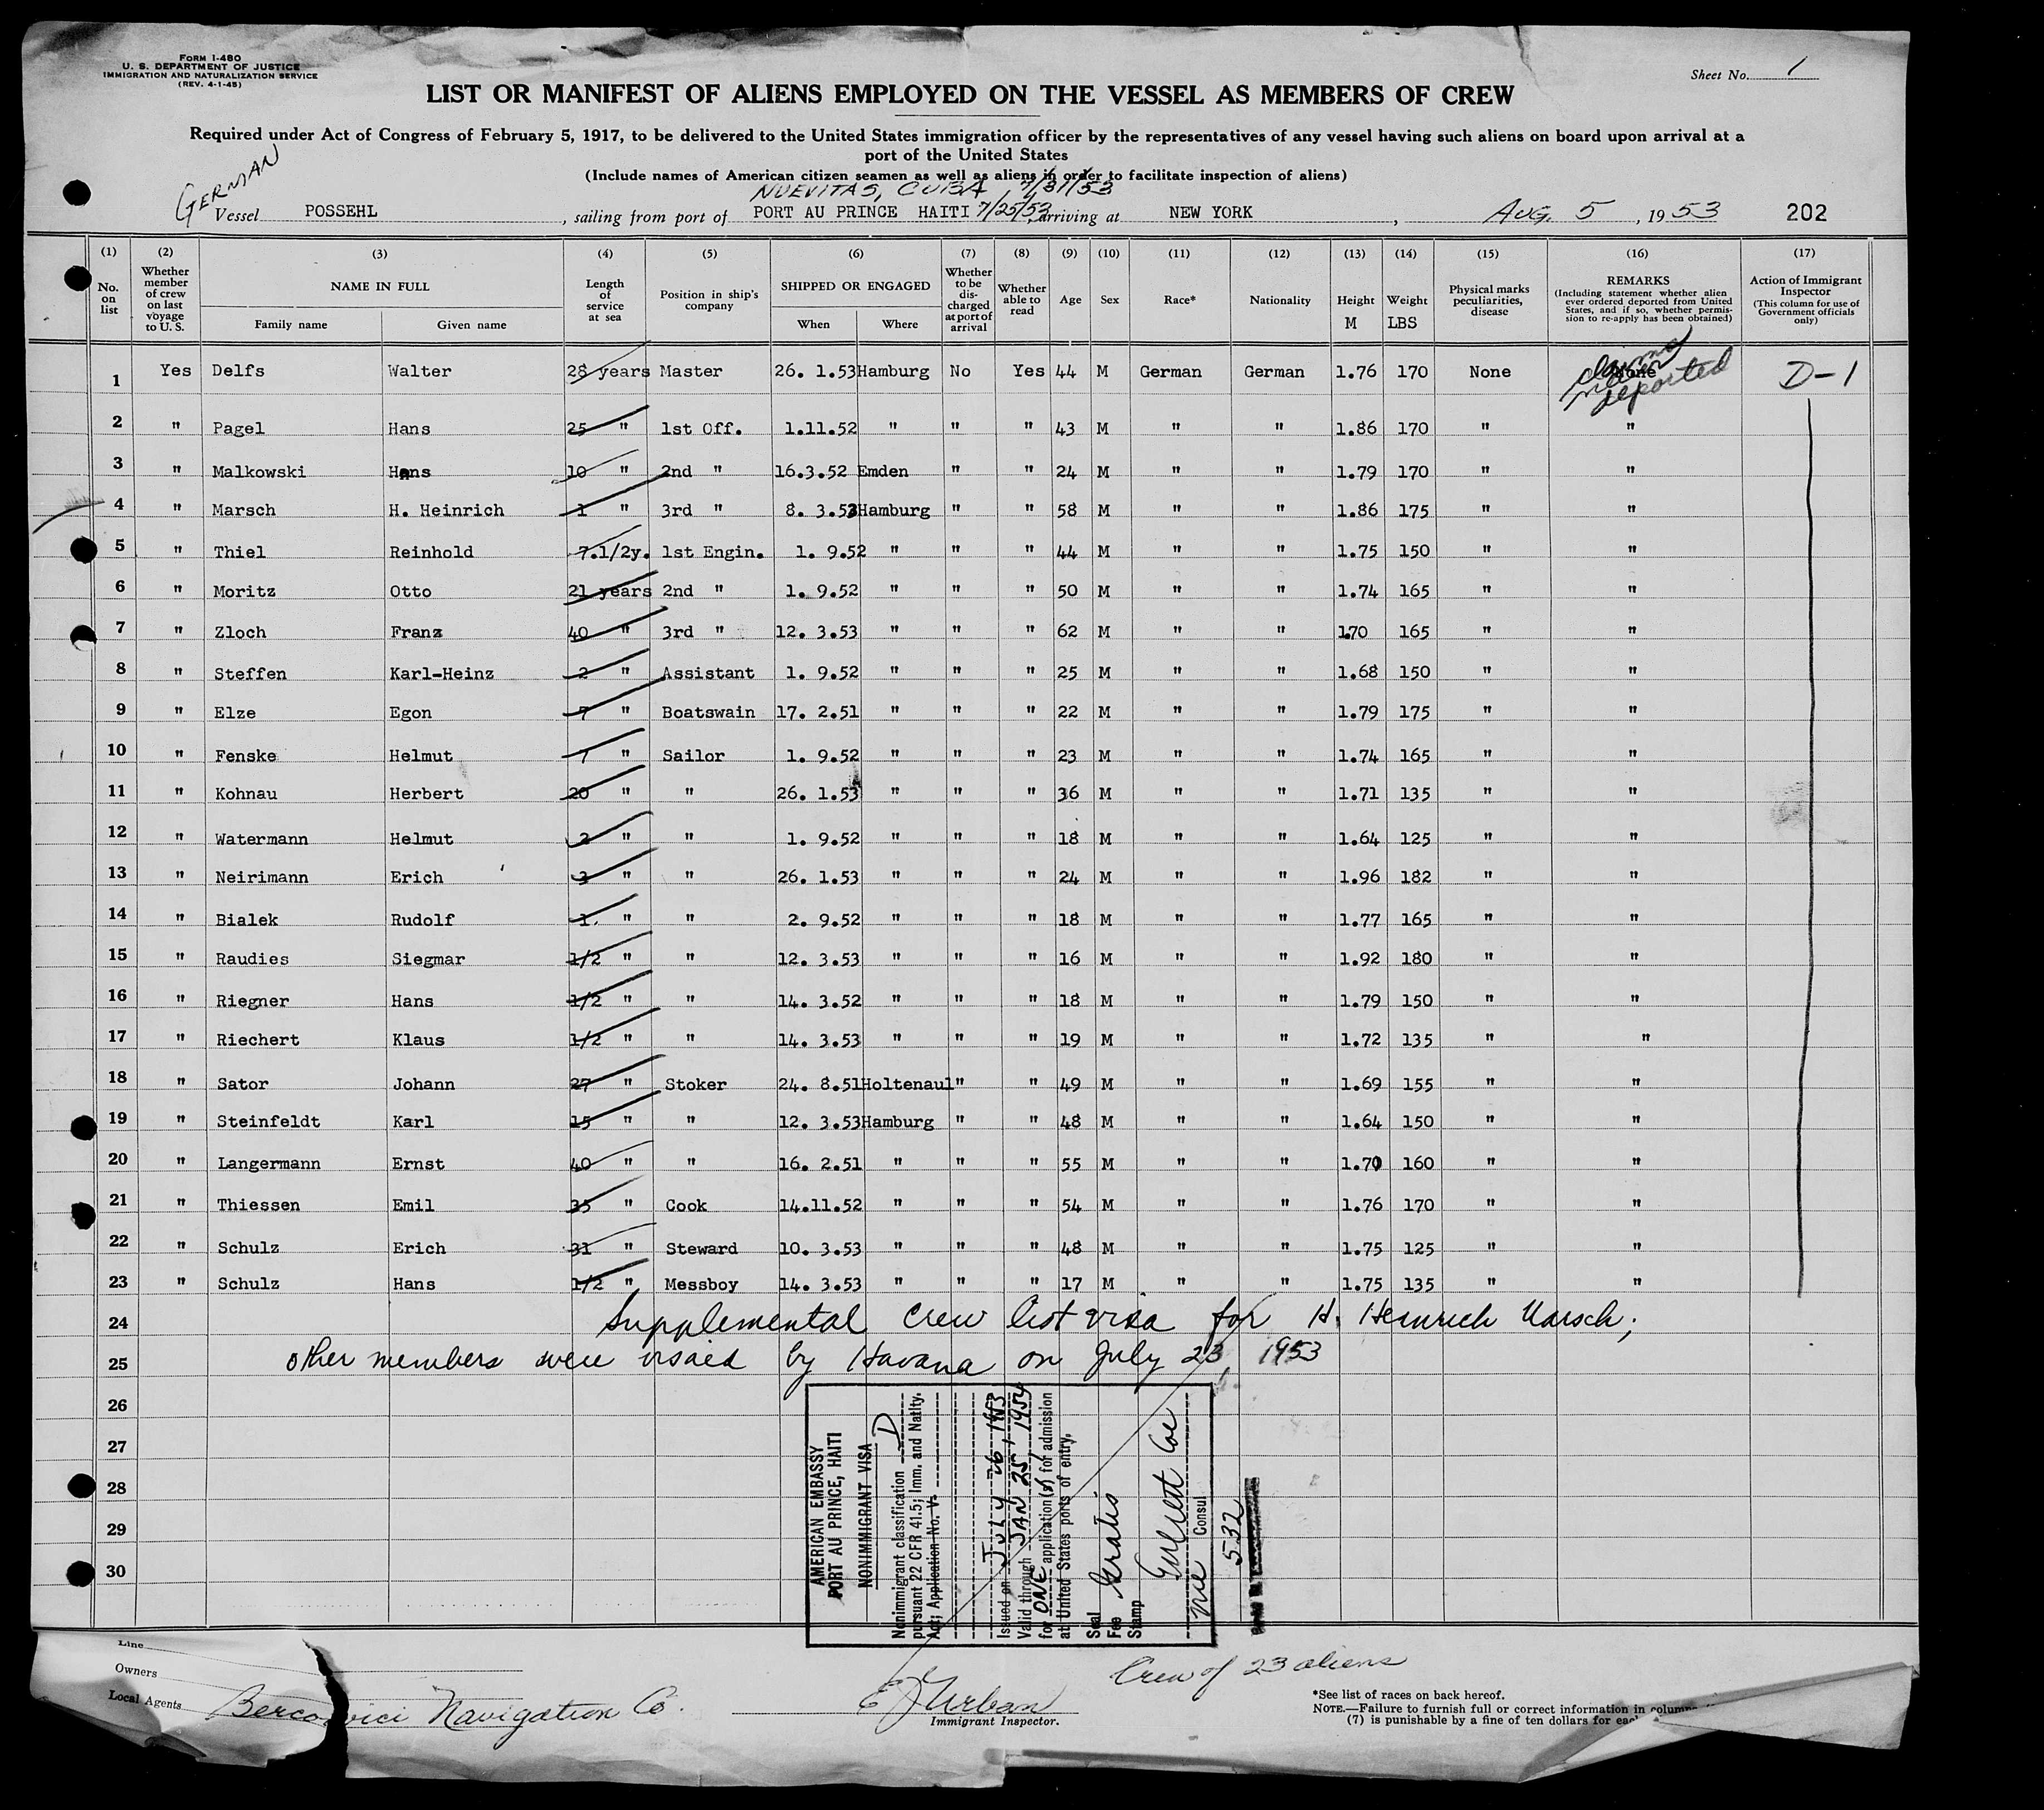 FORM I-480
U. S. DEPARTMENT OF JUSTICE
IMMIGRATION AND NATURALIZATION SERVICE
(REV. 4-1-45)
Sheet No. 1
LIST OR MANIFEST OF ALIENS EMPLOYED ON THE VESSEL AS MEMBERS OF CREW
Required under Act of Congress of February 5, 1917, to be delivered to the United States immigration officer by the representatives of any vessel having such aliens on board upon arrival at a
port of the United States
(Include names of American citizen seamen as well as aliens in order to facilitate inspection of aliens)
GERMAN
NUEVITAS, CUBA 7/31/53
Vessel POSSEHL , sailing from port of PORT AU PRINCE HAITI 7/25/53, arriving at NEW YORK , AUG. 5 , 1953 202
(1) (2) (3) (4) (5) (6) (7) (8) (9) (10) (11) (12) (13) (14) (15) (16) (17)
No. on list Whether member of crew on last voyage to U. S. NAME IN FULL Family name Given name Length of service at sea Position in ship's company SHIPPED OR ENGAGED When Where Whether to be discharged at port of arrival Whether able to read Age Sex Race* Nationality Height M Weight LBS Physical marks, peculiarities, disease REMARKS (Including statement whether alien ever ordered deported from United States, and if so, whether permission to re-apply has been obtained) Action of Immigrant Inspector (This column for use of Government officials only)
1 Yes Delfs Walter 28 years Master 26. 1.53 Hamburg No Yes 44 M German German 1.76 170 None None deported D-1
2 " Pagel Hans 25 " 1st Off. 1.11.52 " " " 43 M " " 1.86 170 " "
3 " Malkowski Hans 10 " 2nd " 16.3.52 Emden " " 24 M " " 1.79 170 " "
4 " Marsch H. Heinrich 1 " 3rd " 8. 3.53 Hamburg " " 58 M " " 1.86 175 " "
5 " Thiel Reinhold 7.1/2y. 1st Engin. 1. 9.52 " " " 44 M " " 1.75 150 " "
6 " Moritz Otto 21 years 2nd " 1. 9.52 " " " 50 M " " 1.74 165 " "
7 " Zloch Franz 40 " 3rd " 12. 3.53 " " " 62 M " " 1.70 165 " "
8 " Steffen Karl-Heinz 2 " Assistant 1. 9.52 " " " 25 M " " 1.68 150 " "
9 " Elze Egon 7 " Boatswain 17. 2.51 " " " 22 M " " 1.79 175 " "
10 " Fenske Helmut 7 " Sailor 1. 9.52 " " " 23 M " " 1.74 165 " "
11 " Kohnau Herbert 20 " " 26. 1.53 " " " 36 M " " 1.71 135 " "
12 " Watermann Helmut 2 " " 1. 9.52 " " " 18 M " " 1.64 125 " "
13 " Neirimann Erich 3 " " 26. 1.53 " " " 24 M " " 1.96 182 " "
14 " Bialek Rudolf 1. " " 2. 9.52 " " " 18 M " " 1.77 165 " "
15 " Raudies Siegmar 1/2 " " 12. 3.53 " " " 16 M " " 1.92 180 " "
16 " Riegner Hans 1/2 " " 14. 3.52 " " " 18 M " " 1.79 150 " "
17 " Riechert Klaus 1/2 " " 14. 3.53 " " " 19 M " " 1.72 135 " "
18 " Sator Johann 27 " Stoker 24. 8.51 Holtenaul " " 49 M " " 1.69 155 " "
19 " Steinfeldt Karl 15 " " 12. 3.53 Hamburg " " 48 M " " 1.64 150 " "
20 " Langermann Ernst 40 " " 16. 2.51 " " " 55 M " " 1.70 160 " "
21 " Thiessen Emil 35 " Cook 14.11.52 " " " 54 M " " 1.76 170 " "
22 " Schulz Erich 31 " Steward 10. 3.53 " " " 48 M " " 1.75 125 " "
23 " Schulz Hans 1/2 " Messboy 14. 3.53 " " " 17 M " " 1.75 135 " "
24 Supplemental crew list visa for H. Heinrich Marsch;
25 other members were visaed by Havana on July 23, 1953
26
27
28
29
30
AMERICAN EMBASSY
PORT AU PRINCE, HAITI
NONIMMIGRANT VISA
Nonimmigrant classification D
pursuant 22 CFR 41.5; Imm. and Natlty.
Act; Application No. V-
Issued on JULY 26 1953
Valid through JAN 25, 1954
for ONE application(s) for admission
at United States ports of entry.
Seal
Fee Gratis
Stamp
Everett Coe
Vice Consul
532
Line
Owners
Local Agents Bercovici Navigation Co.
E J Urban
Immigrant Inspector.
Crew of 23 aliens
*See list of races on back hereof.
NOTE.—Failure to furnish full or correct information in columns
(7) is punishable by a fine of ten dollars for each